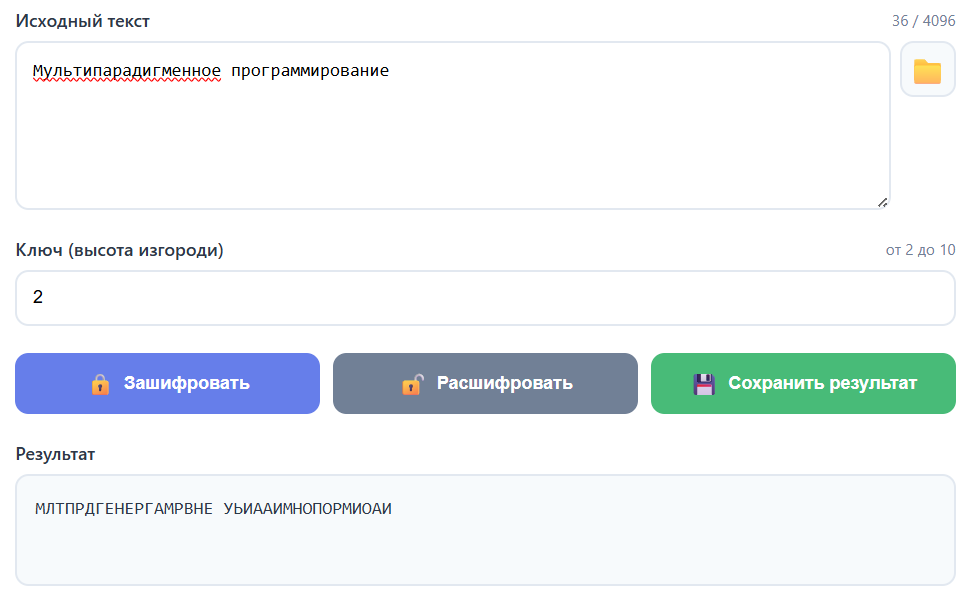 Исходный текст 36 / 4096
Мультипарадигменное программирование
Ключ (высота изгороди) от 2 до 10
2
Зашифровать Расшифровать Сохранить результат
Результат
МЛТПРДГЕНЕРГАМРВНЕ УЬИААИМНОПОРМИОАИ